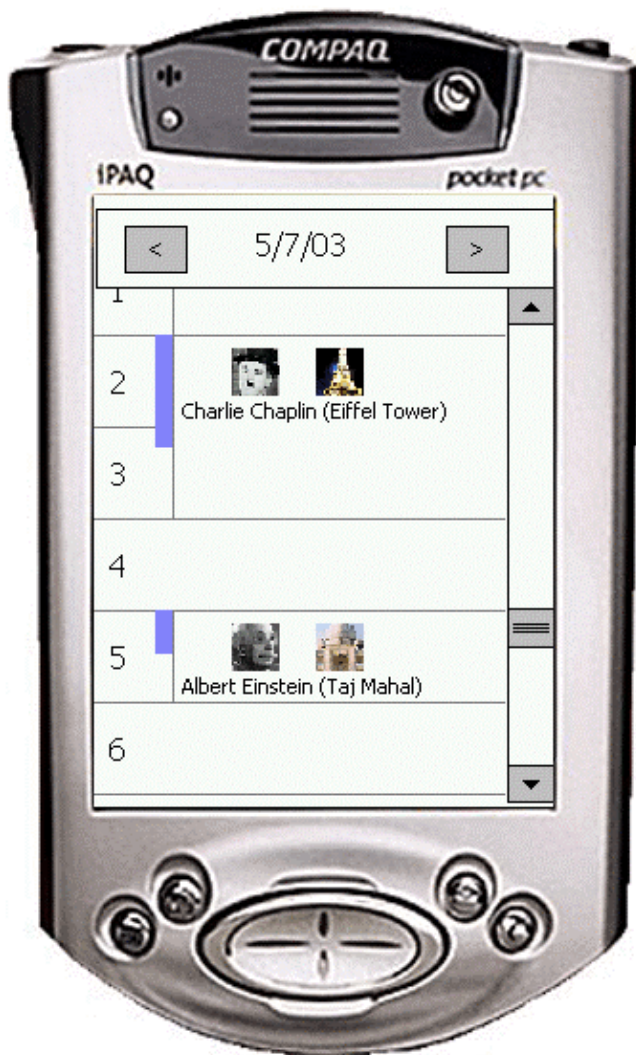 COMPAQ
iPAQ pocket pc
< 5/7/03 >
1
2
Charlie Chaplin (Eiffel Tower)
3
4
5
Albert Einstein (Taj Mahal)
6